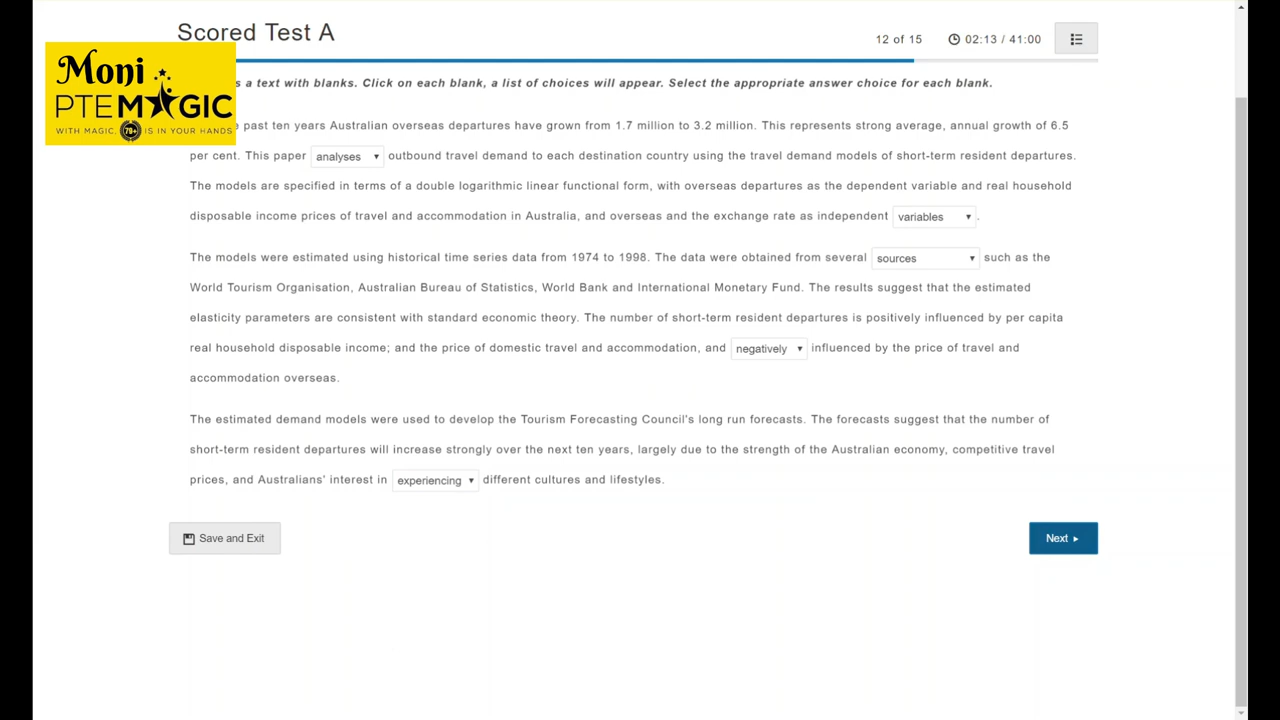 Scored Test A
12 of 15
02:13 / 41:00
Moni
PTEMAGIC
WITH MAGIC, 79+ IS IN YOUR HANDS
s a text with blanks. Click on each blank, a list of choices will appear. Select the appropriate answer choice for each blank.
past ten years Australian overseas departures have grown from 1.7 million to 3.2 million. This represents strong average, annual growth of 6.5
per cent. This paper analyses outbound travel demand to each destination country using the travel demand models of short-term resident departures.
The models are specified in terms of a double logarithmic linear functional form, with overseas departures as the dependent variable and real household
disposable income prices of travel and accommodation in Australia, and overseas and the exchange rate as independent variables .
The models were estimated using historical time series data from 1974 to 1998. The data were obtained from several sources such as the
World Tourism Organisation, Australian Bureau of Statistics, World Bank and International Monetary Fund. The results suggest that the estimated
elasticity parameters are consistent with standard economic theory. The number of short-term resident departures is positively influenced by per capita
real household disposable income; and the price of domestic travel and accommodation, and negatively influenced by the price of travel and
accommodation overseas.
The estimated demand models were used to develop the Tourism Forecasting Council's long run forecasts. The forecasts suggest that the number of
short-term resident departures will increase strongly over the next ten years, largely due to the strength of the Australian economy, competitive travel
prices, and Australians' interest in experiencing different cultures and lifestyles.
Save and Exit
Next